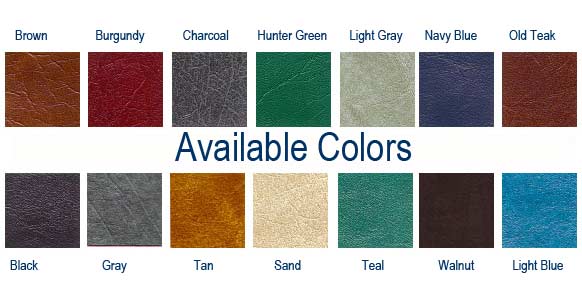 Brown Burgundy Charcoal Hunter Green Light Gray Navy Blue Old Teak
Available Colors
Black Gray Tan Sand Teal Walnut Light Blue